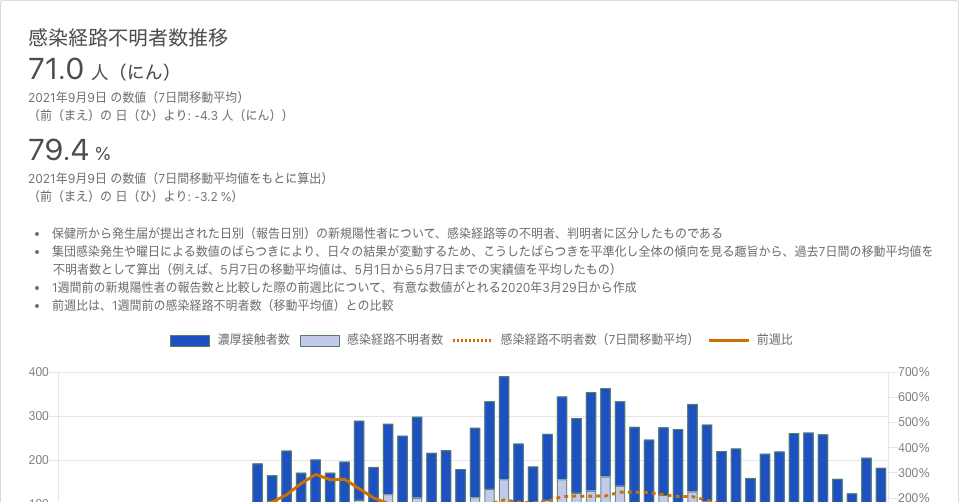 感染経路不明者数推移
71.0 人（にん）
2021年9月9日 の数値（7日間移動平均）
（前（まえ）の 日（ひ）より: -4.3 人（にん））
79.4 %
2021年9月9日 の数値（7日間移動平均値をもとに算出）
（前（まえ）の 日（ひ）より: -3.2 %）
• 保健所から発生届が提出された日別（報告日別）の新規陽性者について、感染経路等の不明者、判明者に区分したものである
• 集団感染発生や曜日による数値のばらつきにより、日々の結果が変動するため、こうしたばらつきを平準化し全体の傾向を見る趣旨から、過去7日間の移動平均値を
不明者数として算出（例えば、5月7日の移動平均値は、5月1日から5月7日までの実績値を平均したもの）
• 1週間前の新規陽性者の報告数と比較した際の前週比について、有意な数値がとれる2020年3月29日から作成
• 前週比は、1週間前の感染経路不明者数（移動平均値）との比較
濃厚接触者数 感染経路不明者数 感染経路不明者数（7日間移動平均） 前週比
400 700%
600%
300 500%
400%
200 300%
100 200%